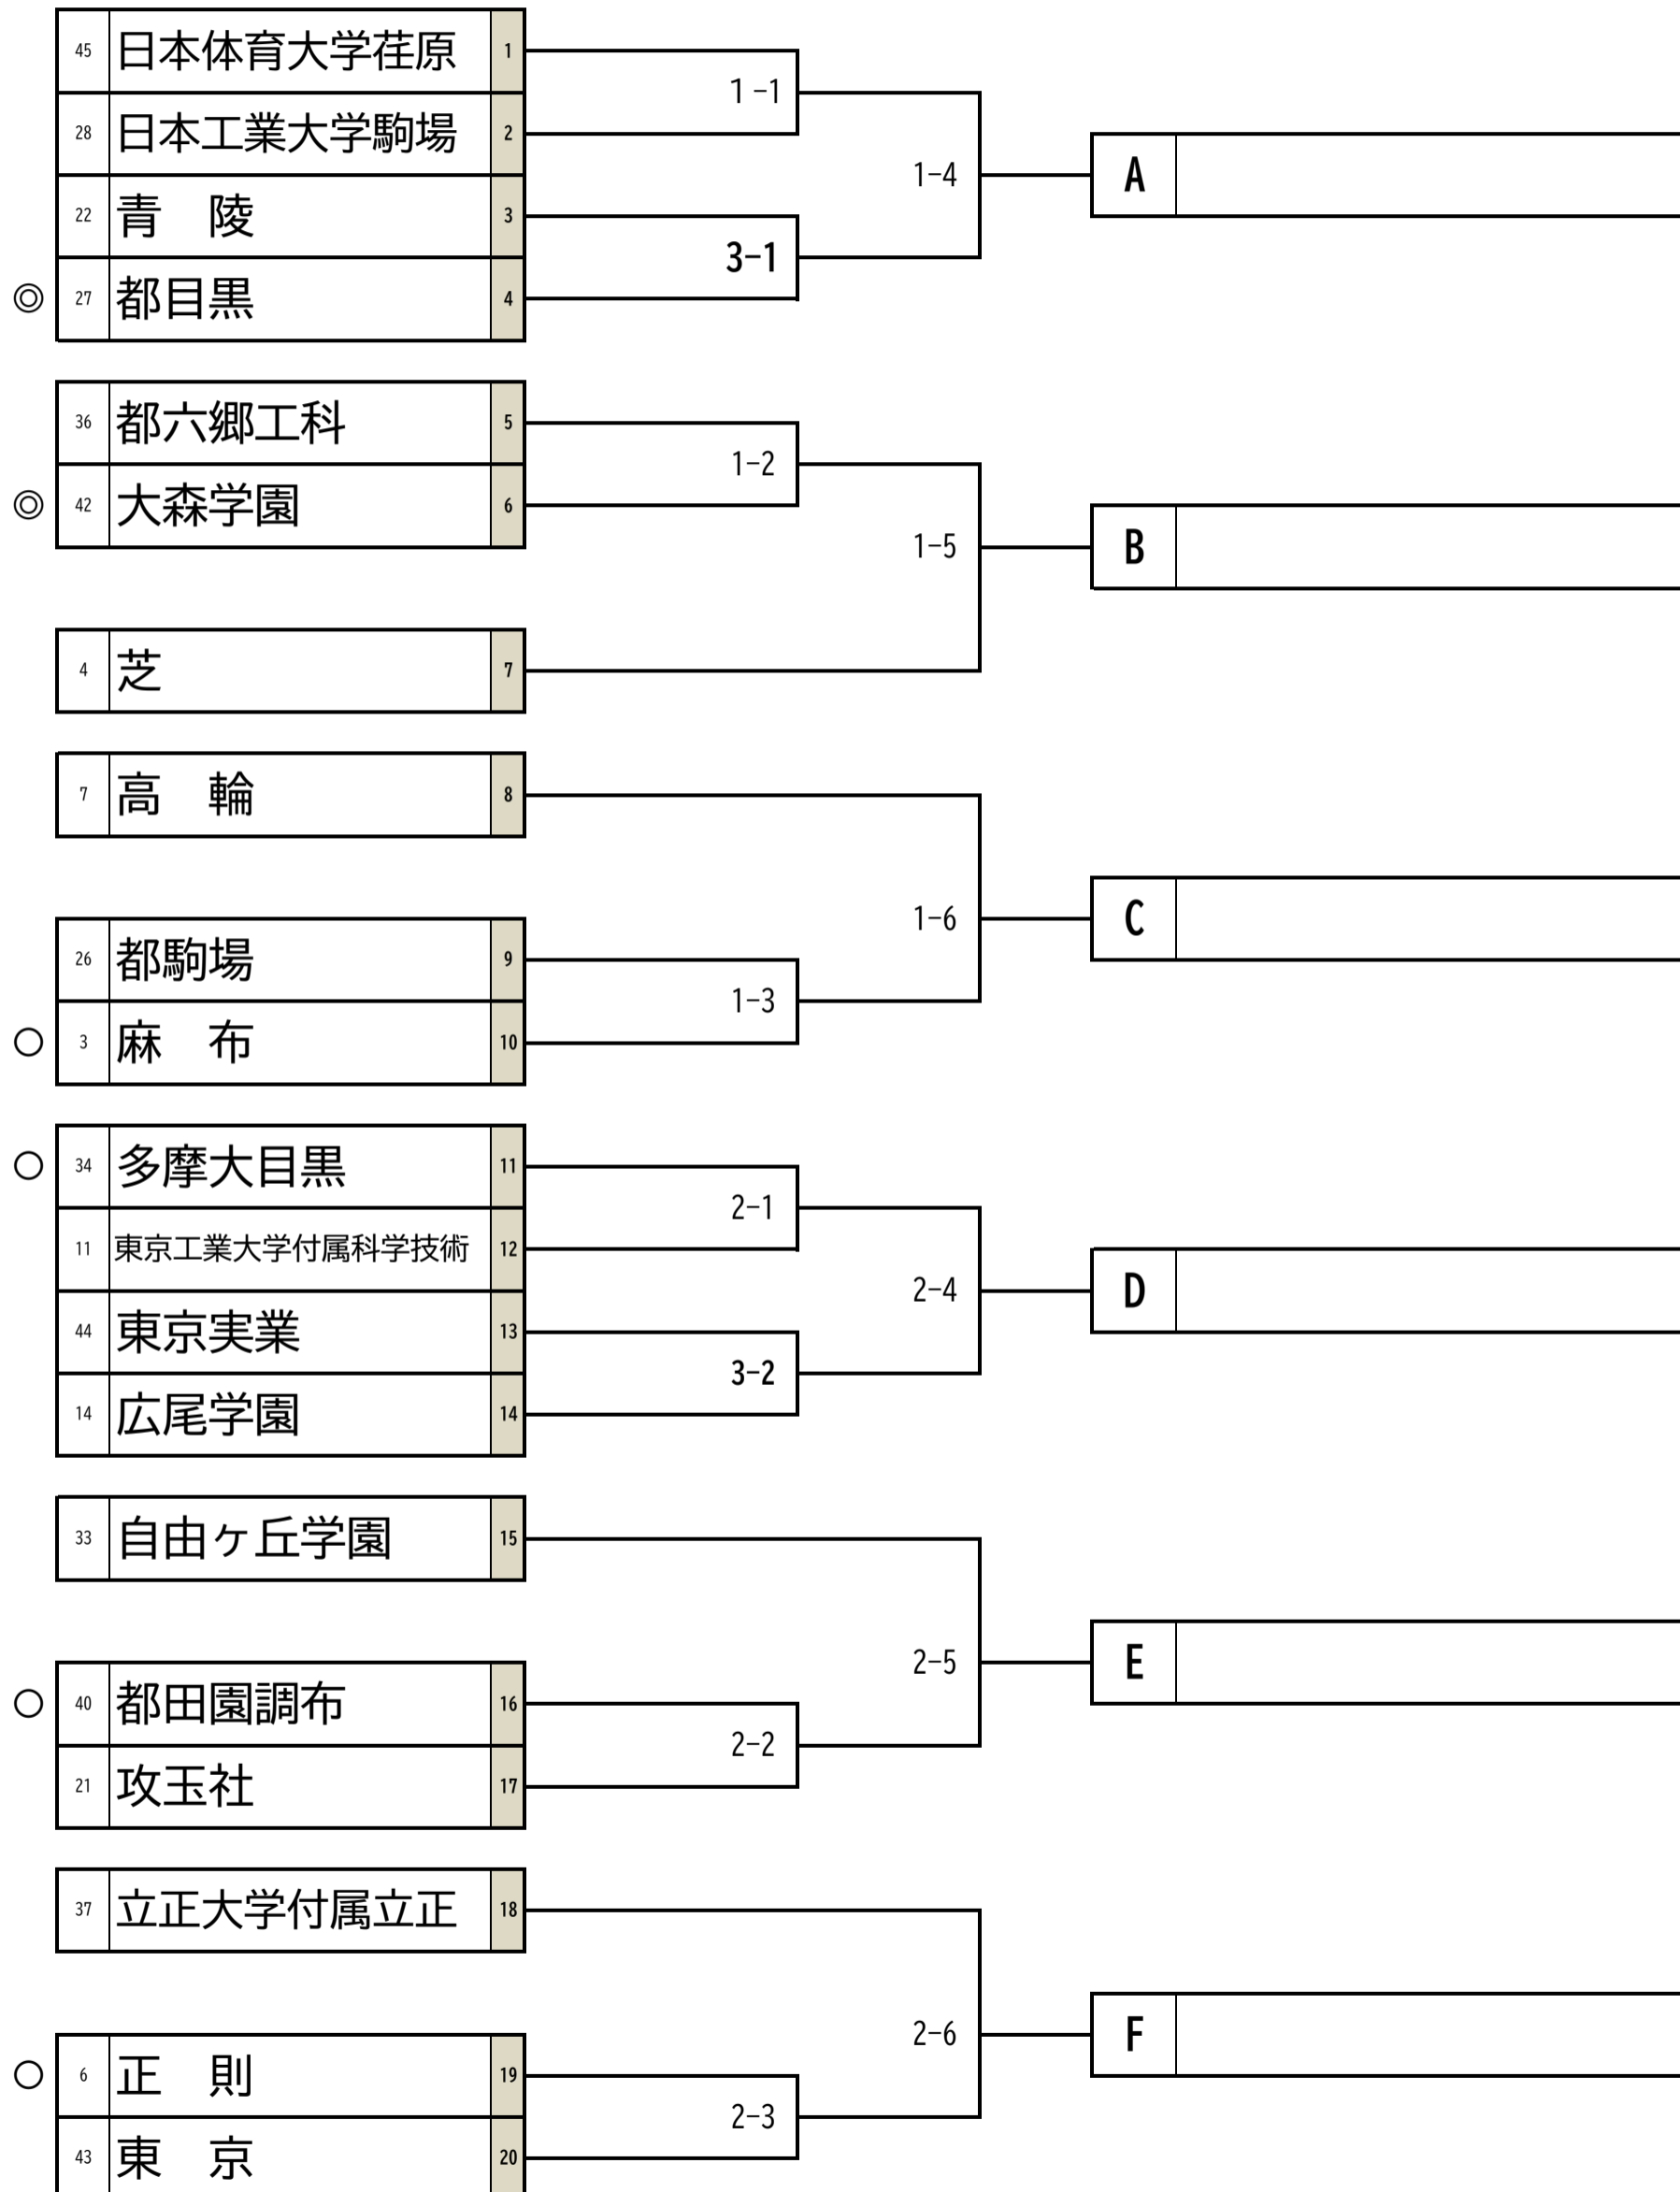 45 日本体育大学荏原 1
1-1
28 日本工業大学駒場 2
A
1-4
22 青　陵 3
3-1
◎ 27 都目黒 4
36 都六郷工科 5
1-2
◎ 42 大森学園 6
1-5 B
4 芝 7
7 高　輪 8
1-6 C
26 都駒場 9
1-3
○ 3 麻　布 10
○ 34 多摩大目黒 11
2-1
11 東京工業大学付属科学技術 12
2-4 D
44 東京実業 13
3-2
14 広尾学園 14
33 自由ヶ丘学園 15
2-5 E
○ 40 都田園調布 16
2-2
21 攻玉社 17
37 立正大学付属立正 18
2-6 F
○ 6 正　則 19
2-3
43 東　京 20